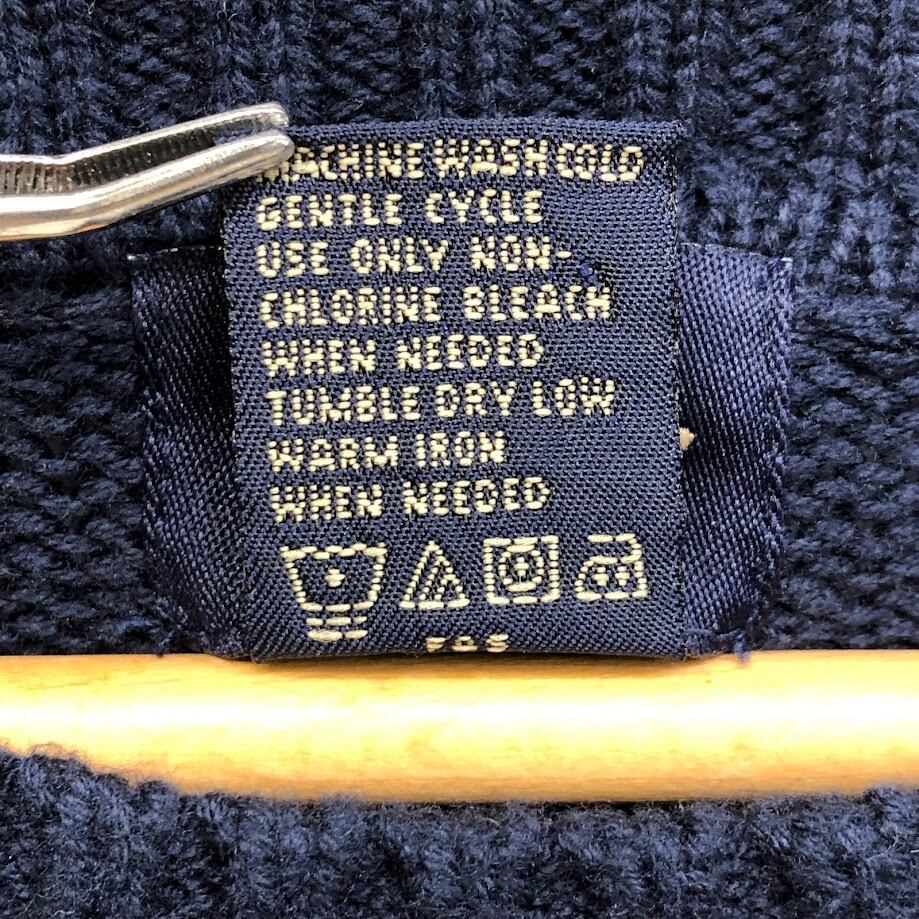 MACHINE WASH COLD
GENTLE CYCLE
USE ONLY NON-
CHLORINE BLEACH
WHEN NEEDED
TUMBLE DRY LOW
WARM IRON
WHEN NEEDED